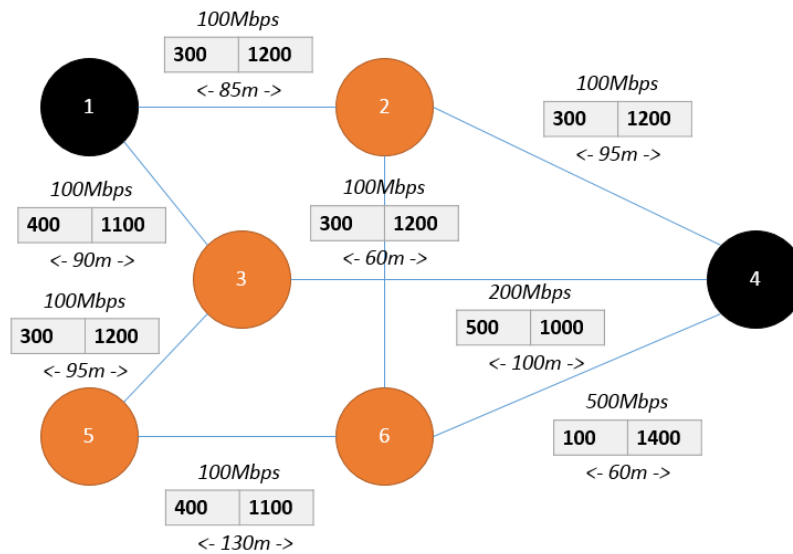 100Mbps
300 1200
<- 85m ->
1
2
100Mbps
300 1200
<- 95m ->
100Mbps
400 1100
<- 90m ->
100Mbps
300 1200
<- 60m ->
3
4
100Mbps
300 1200
<- 95m ->
200Mbps
500 1000
<- 100m ->
5
6
500Mbps
100 1400
<- 60m ->
100Mbps
400 1100
<- 130m ->